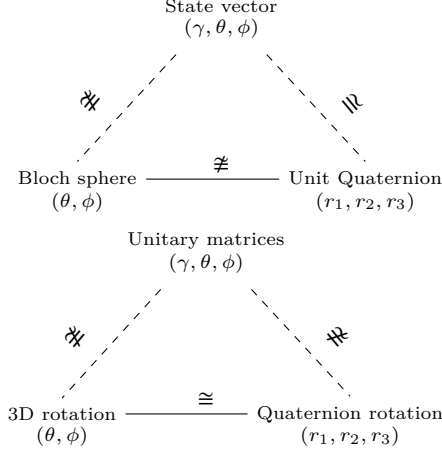 State vector
(γ, θ, ϕ)
≇
≅
≇
Bloch sphere
Unit Quaternion
(θ, ϕ)
(r₁, r₂, r₃)
Unitary matrices
(γ, θ, ϕ)
≇
≇
≅
3D rotation
Quaternion rotation
(θ, ϕ)
(r₁, r₂, r₃)